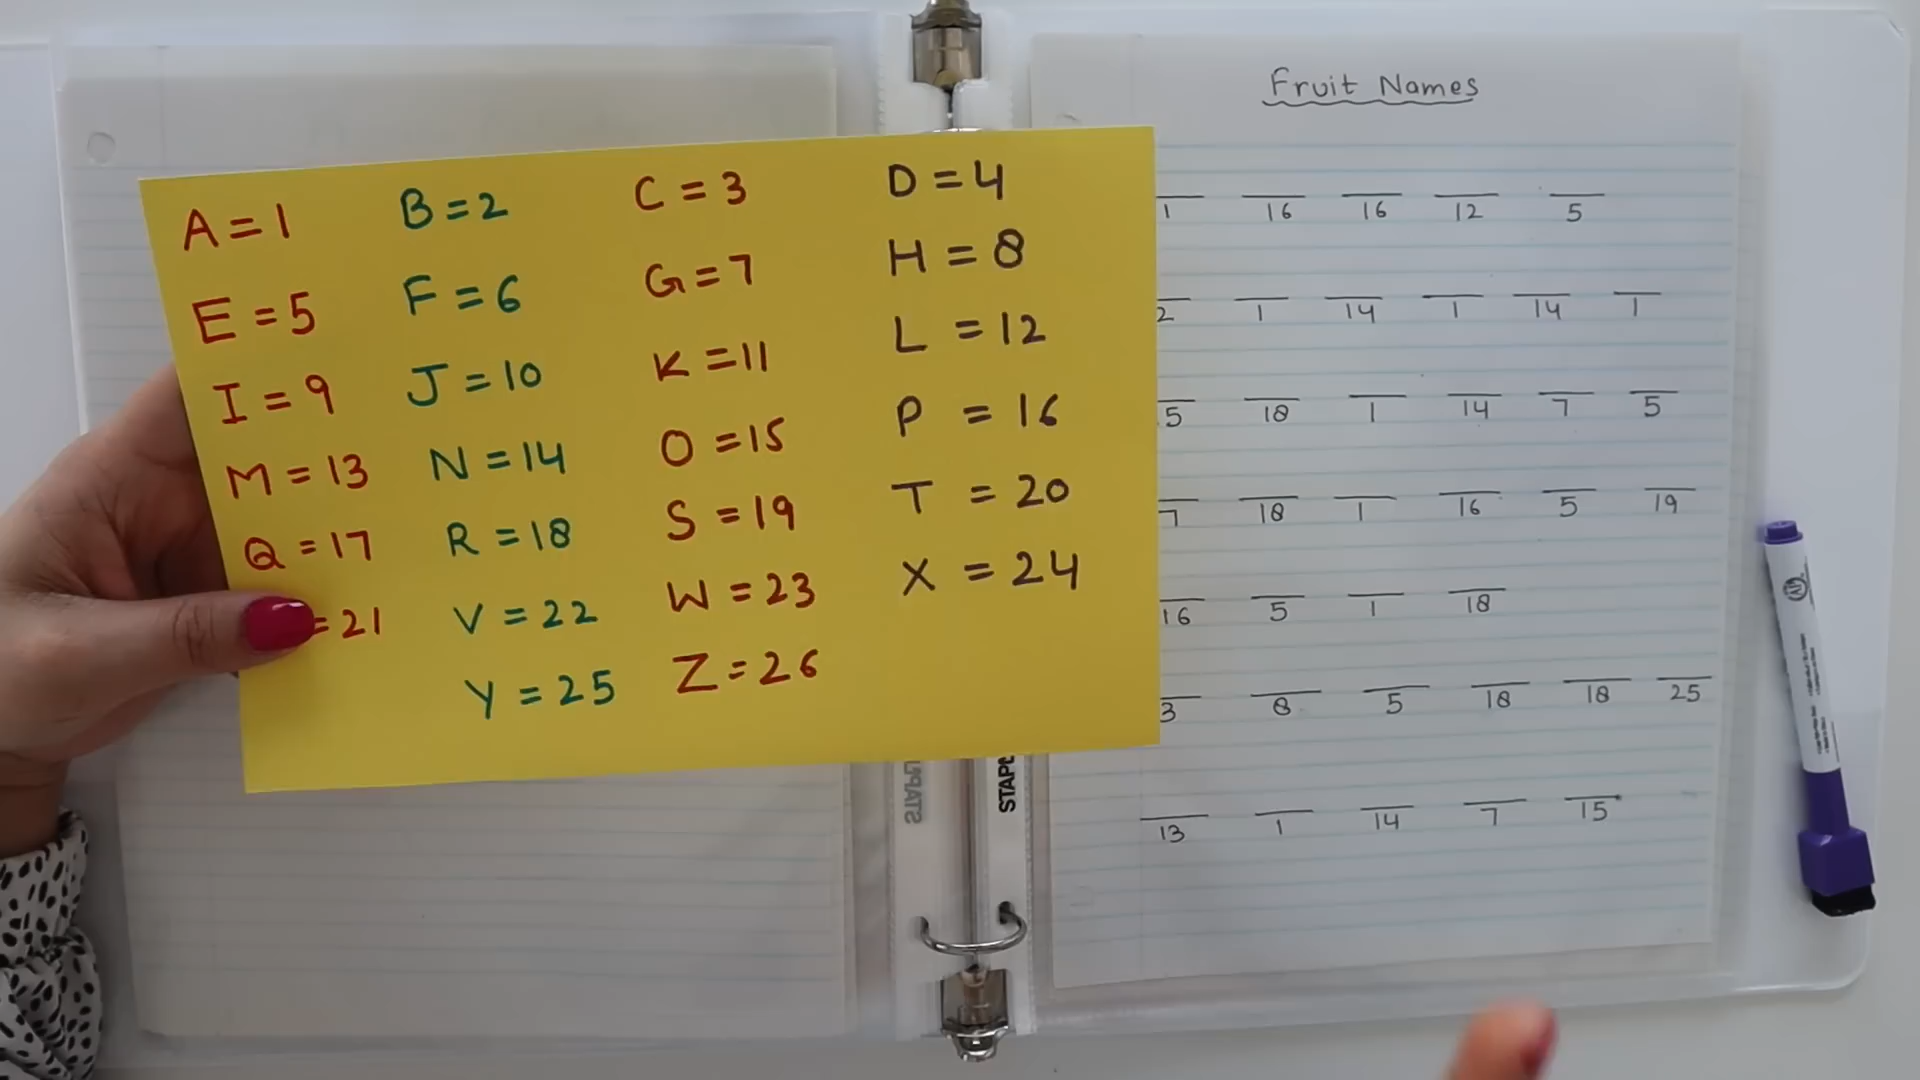 A = 1 B = 2 C = 3 D = 4
E = 5 F = 6 G = 7 H = 8
I = 9 J = 10 K = 11 L = 12
M = 13 N = 14 O = 15 P = 16
Q = 17 R = 18 S = 19 T = 20
= 21 V = 22 W = 23 X = 24
Y = 25 Z = 26
Fruit Names
1 16 16 12 5
2 1 14 1 14 1
5 18 1 14 7 5
7 18 1 16 5 19
16 5 1 18
3 8 5 18 18 25
13 1 14 7 15